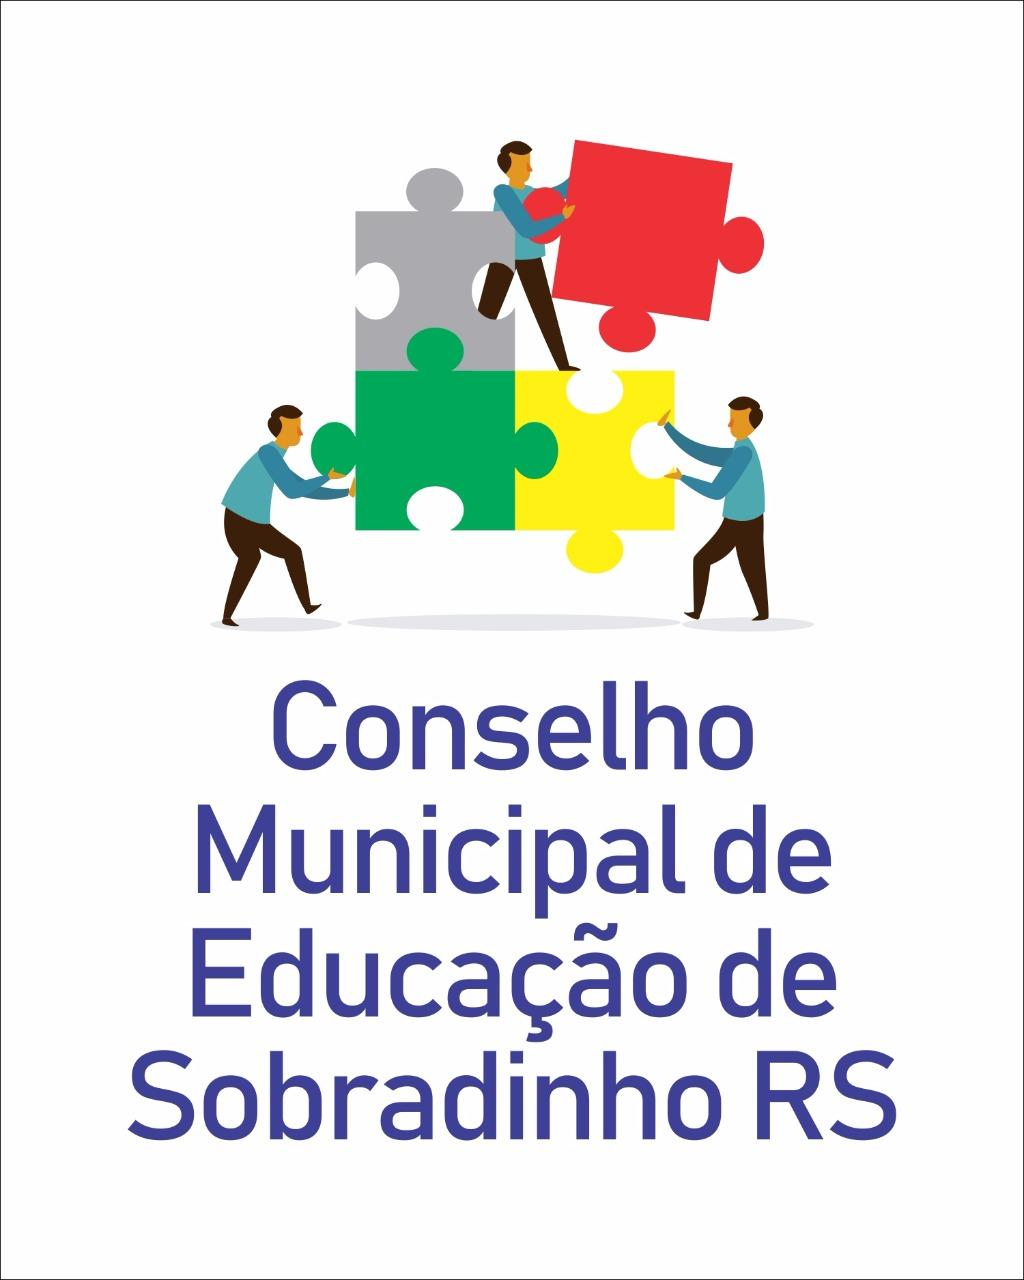 Conselho
Municipal de
Educação de
Sobradinho RS